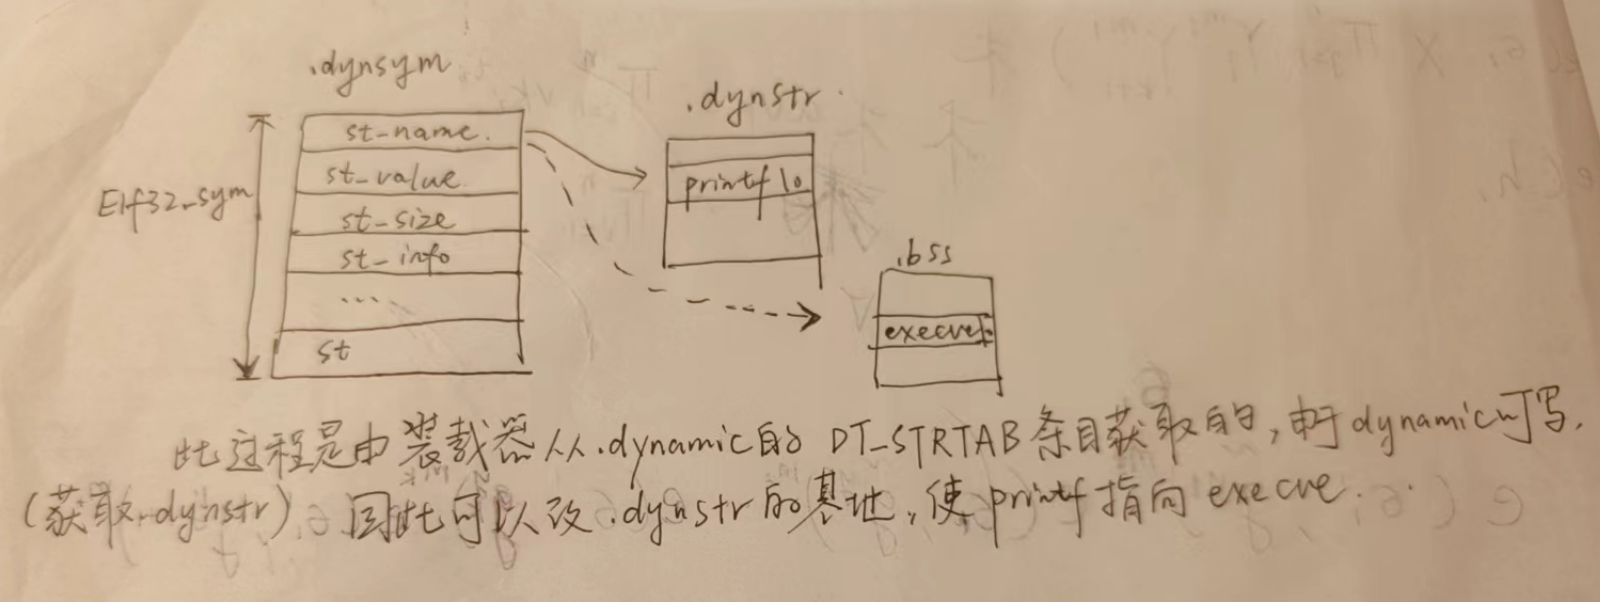 .dynsym
st_name.
st_value
st_size
st_info
...
st
Elf32_sym
.dynstr
printf \0
.bss
execve
此过程是由装载器从.dynamic的 DT_STRTAB条目获取的,由于dynamic可写.
(获取.dynstr) 因此可以改.dynstr的基地,使printf指向execve.